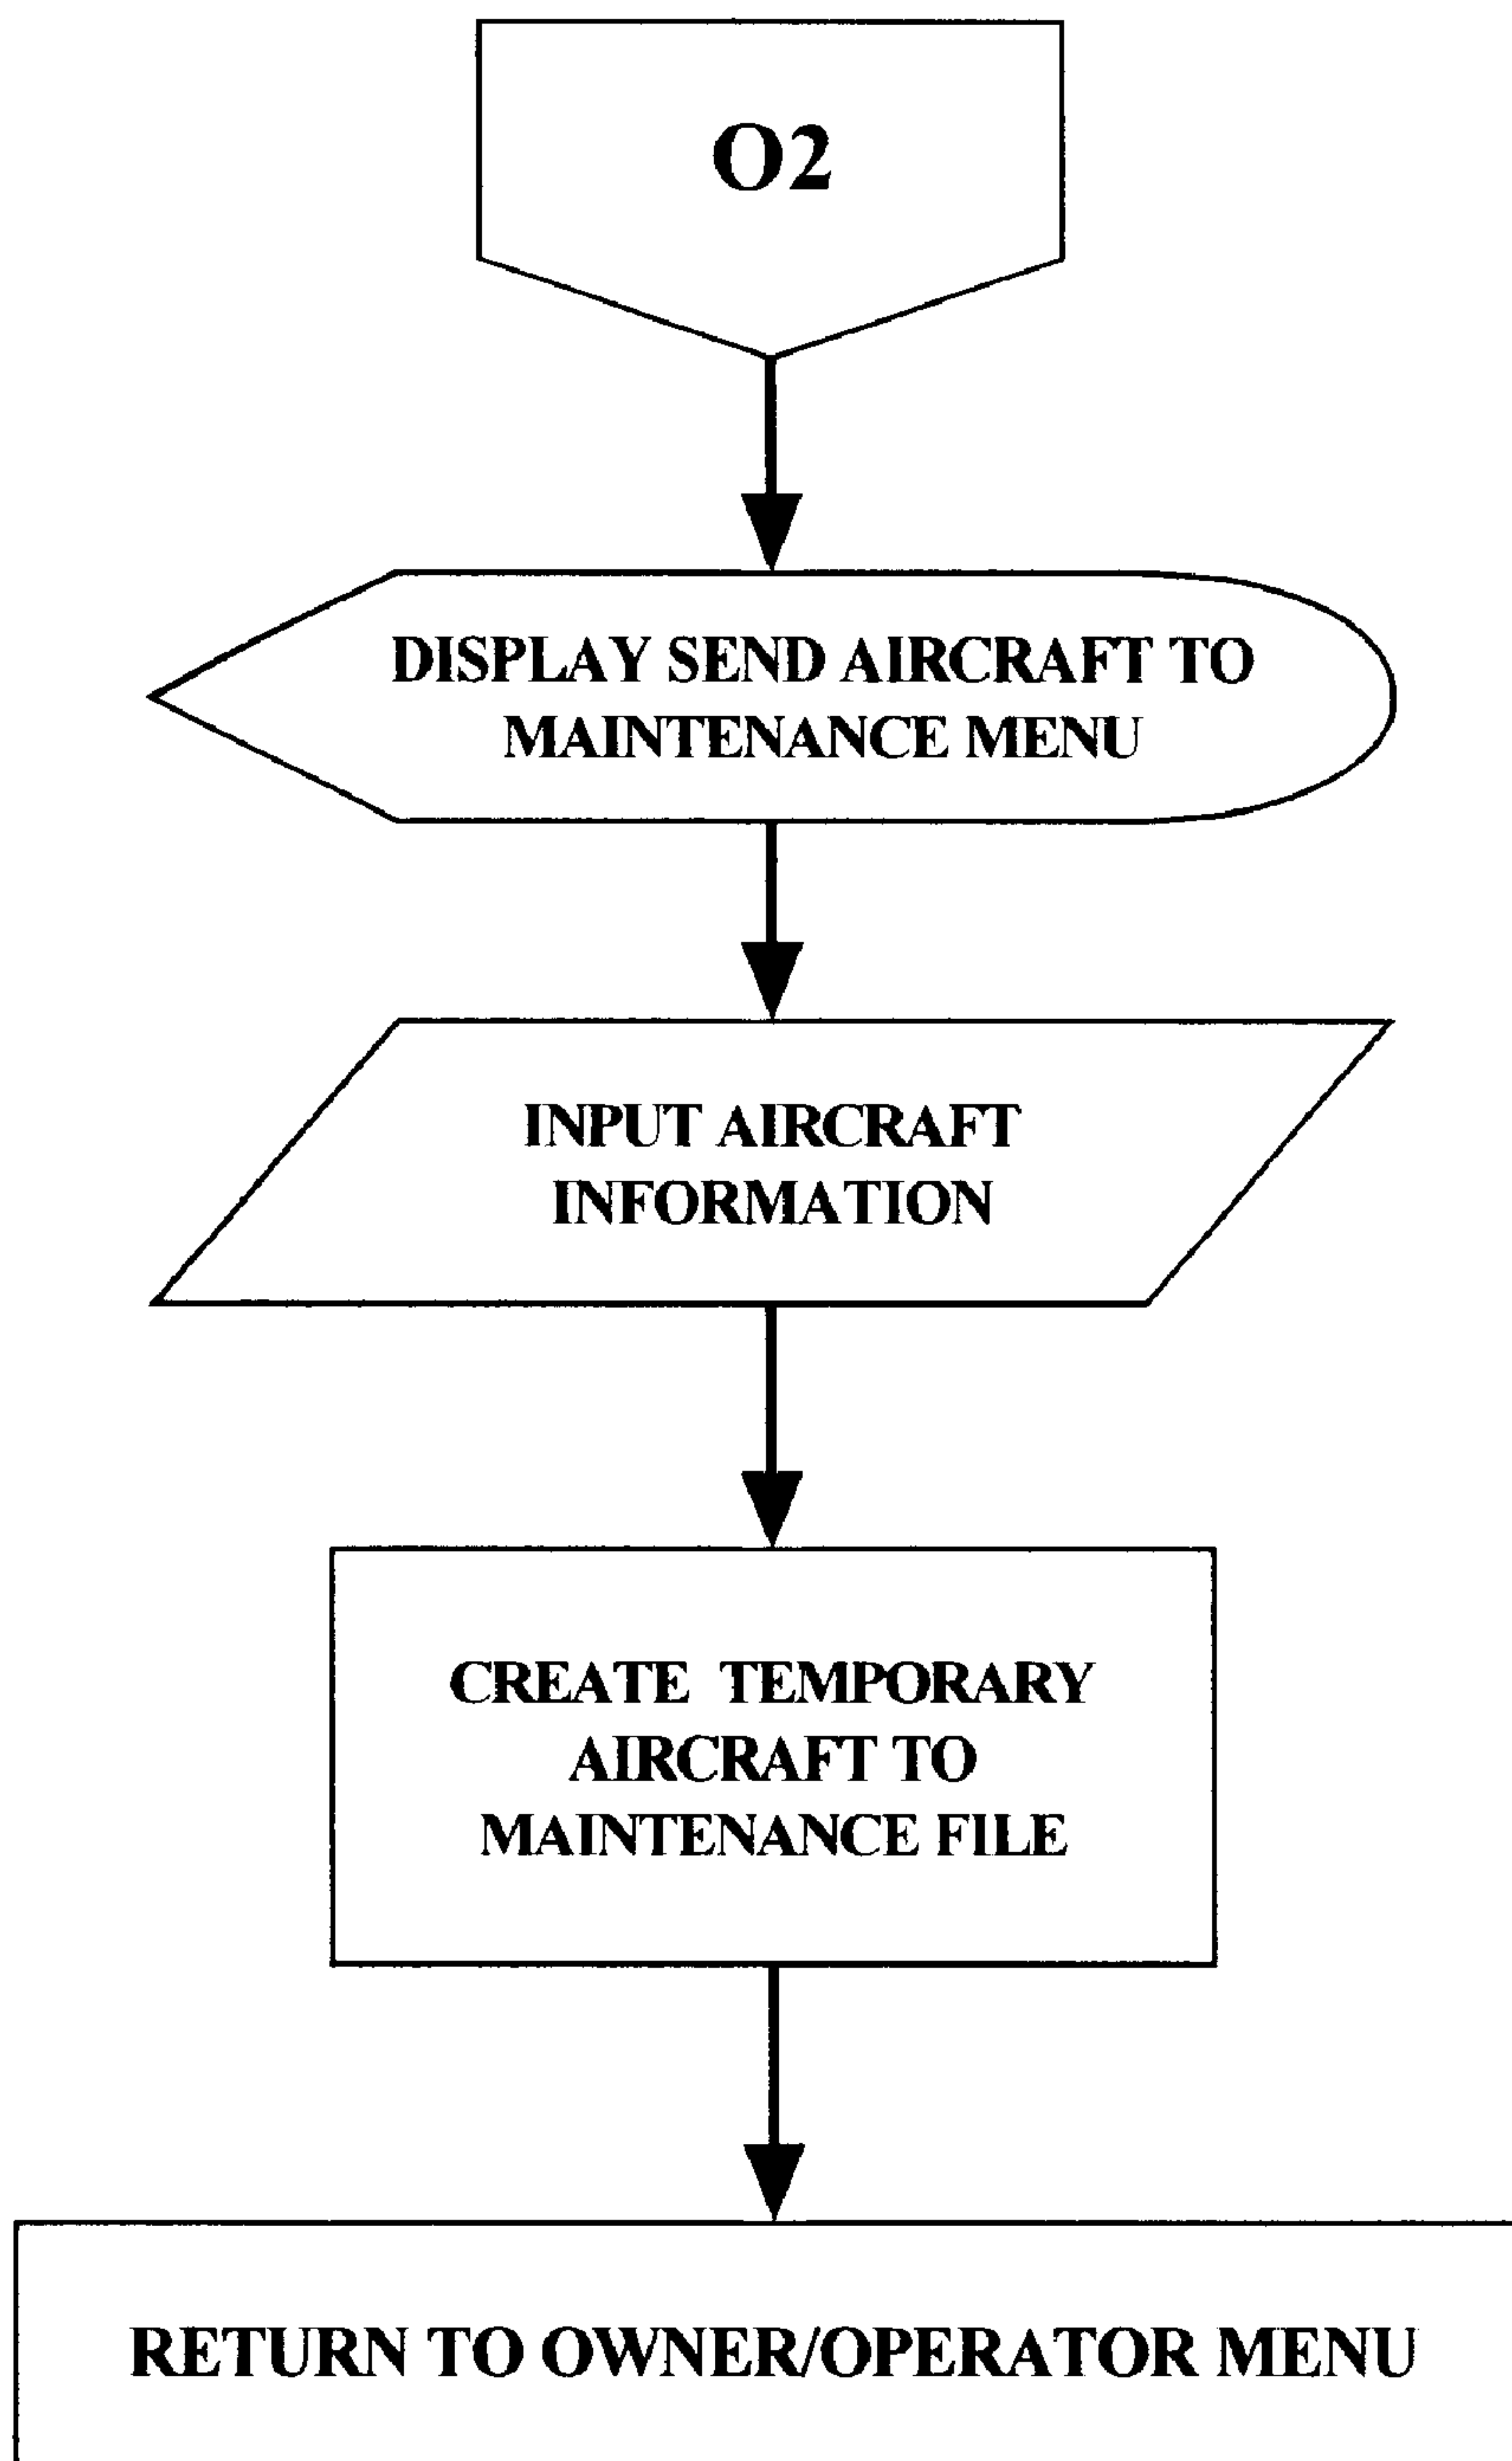 O2
DISPLAY SEND AIRCRAFT TO
MAINTENANCE MENU
INPUT AIRCRAFT
INFORMATION
CREATE TEMPORARY
AIRCRAFT TO
MAINTENANCE FILE
RETURN TO OWNER/OPERATOR MENU